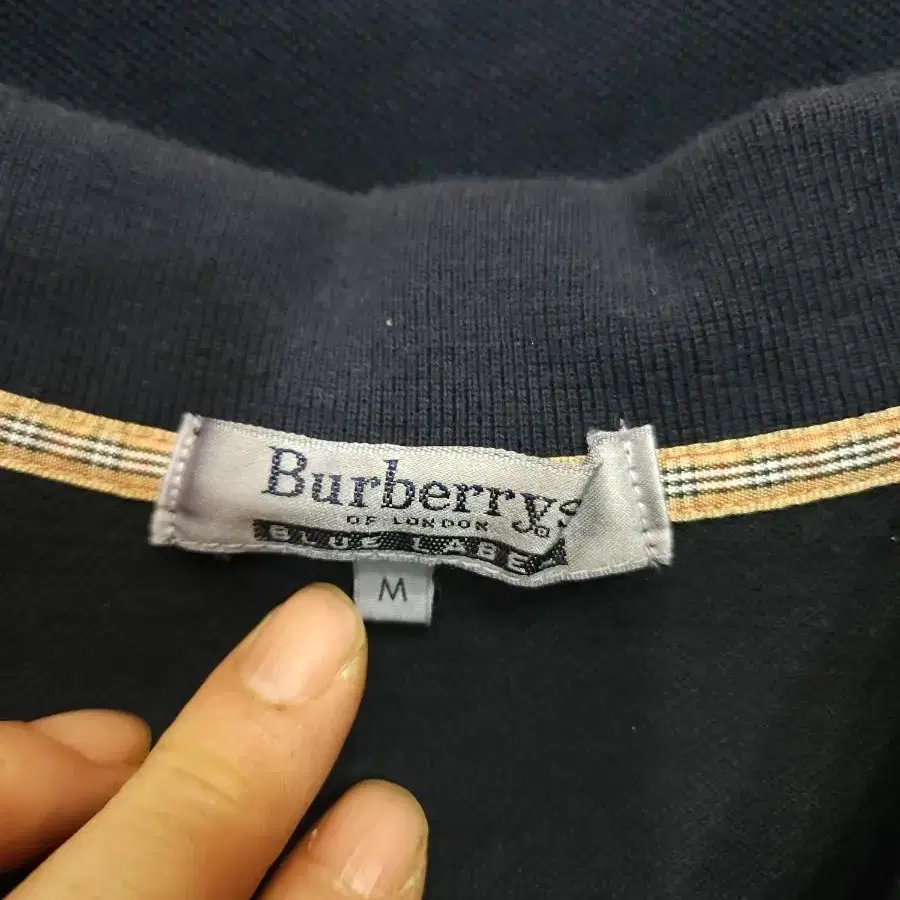 Burberrys
OF LONDON
BLUE LABEL
M